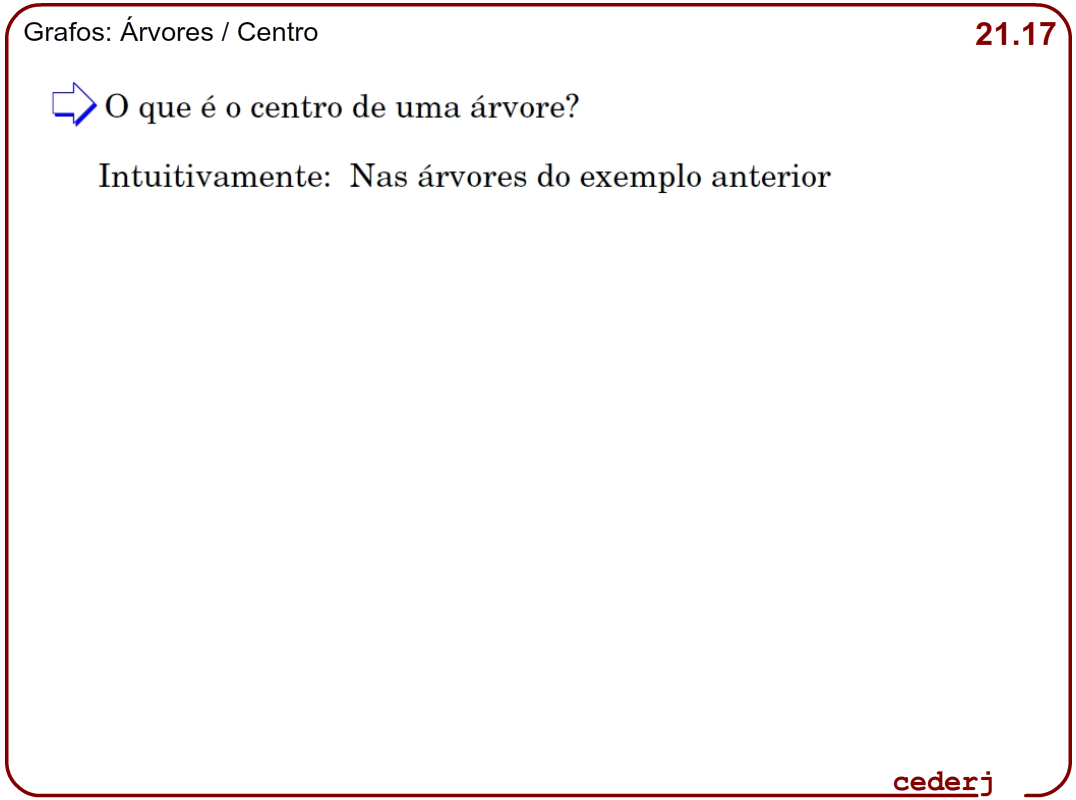 Grafos: Árvores / Centro
21.17
O que é o centro de uma árvore?
Intuitivamente: Nas árvores do exemplo anterior
cederj